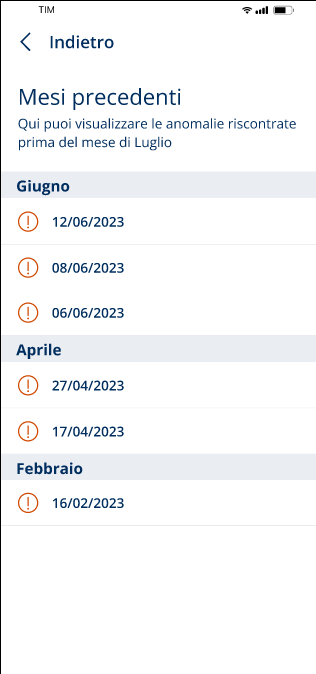 TIM
Indietro
Mesi precedenti
Qui puoi visualizzare le anomalie riscontrate
prima del mese di Luglio
Giugno
12/06/2023
08/06/2023
06/06/2023
Aprile
27/04/2023
17/04/2023
Febbraio
16/02/2023